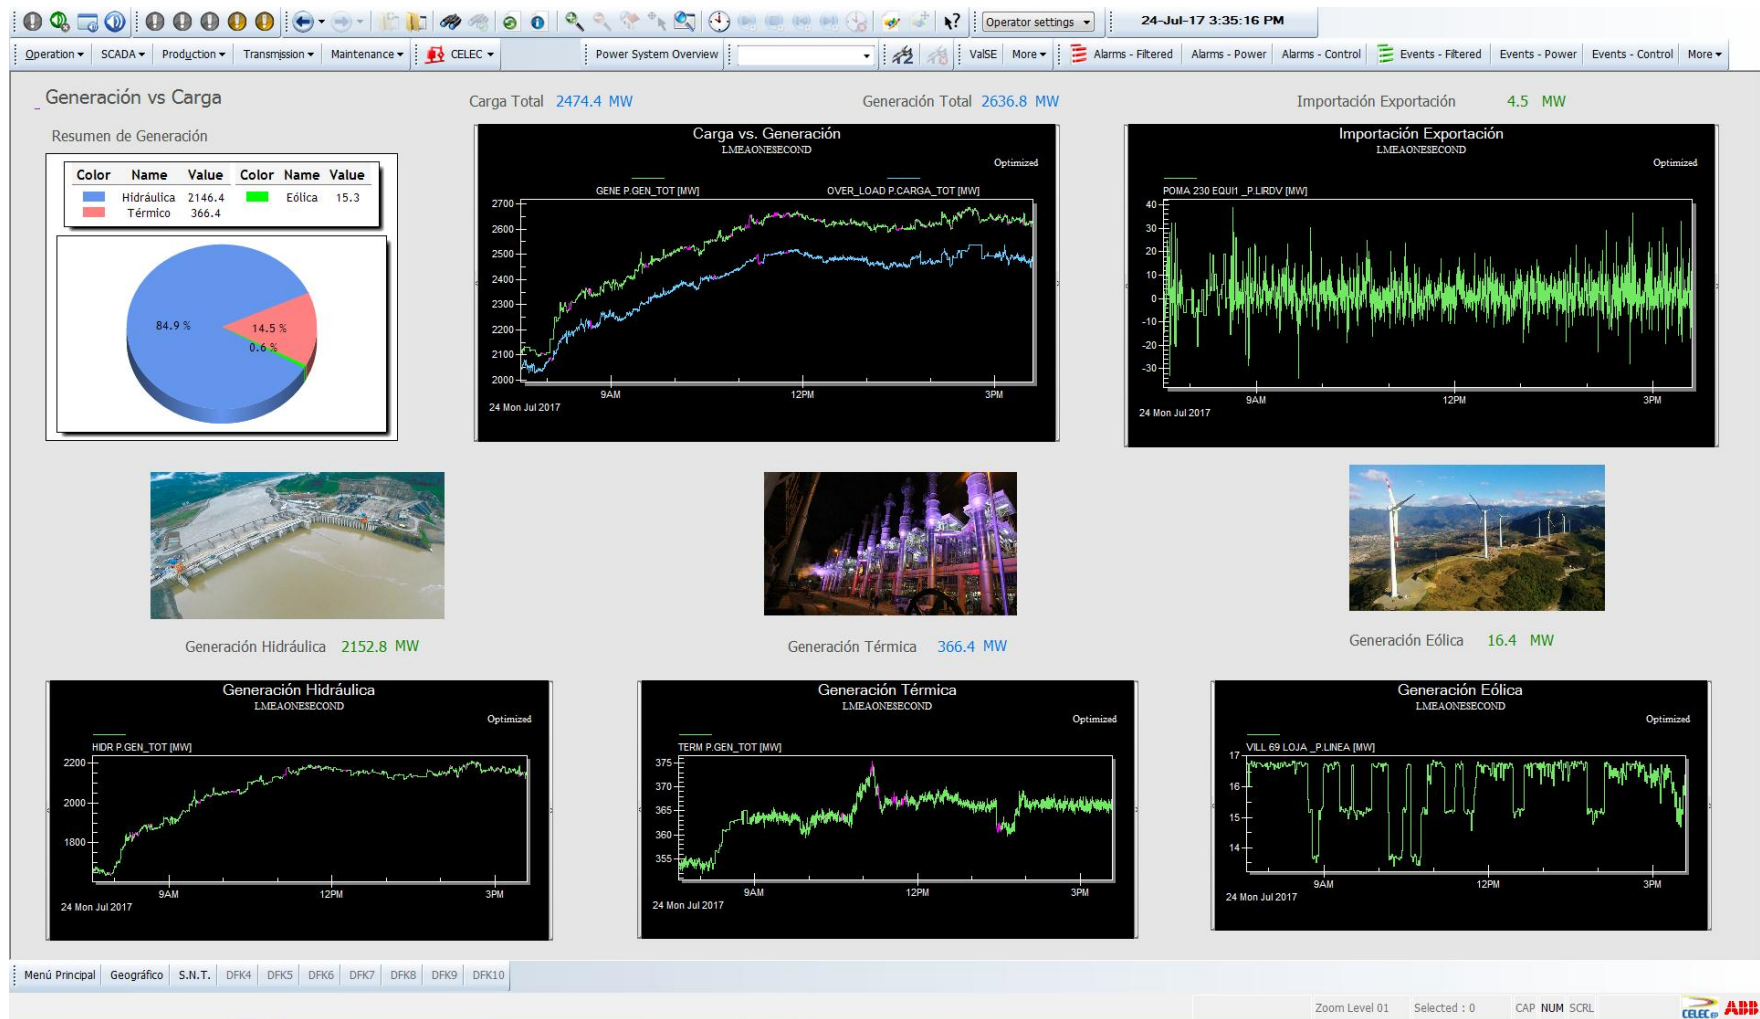 Operator settings
24-Jul-17 3:35:16 PM
Operation SCADA Production Transmission Maintenance CELEC Power System Overview ValSE More Alarms - Filtered Alarms - Power Alarms - Control Events - Filtered Events - Power Events - Control More
Generación vs Carga
Carga Total 2474.4 MW
Generación Total 2636.8 MW
Importación Exportación 4.5 MW
Resumen de Generación
Color Name Value Color Name Value
Hidráulica 2146.4 Eólica 15.3
Térmico 366.4
84.9 %
14.5 %
0.6 %
Carga vs. Generación
LMEAONESECOND
Optimized
GENE P.GEN_TOT [MW] OVER_LOAD P.CARGA_TOT [MW]
2700
2600
2500
2400
2300
2200
2100
2000
9AM 12PM 3PM
24 Mon Jul 2017
Importación Exportación
LMEAONESECOND
Optimized
POMA 230 EQUI1 _P.LIRDV [MW]
40
30
20
10
0
-10
-20
-30
9AM 12PM 3PM
24 Mon Jul 2017
Generación Hidráulica 2152.8 MW
Generación Térmica 366.4 MW
Generación Eólica 16.4 MW
Generación Hidráulica
LMEAONESECOND
Optimized
HIDR P.GEN_TOT [MW]
2200
2000
1800
9AM 12PM 3PM
24 Mon Jul 2017
Generación Térmica
LMEAONESECOND
Optimized
TERM P.GEN_TOT [MW]
375
370
365
360
355
9AM 12PM 3PM
24 Mon Jul 2017
Generación Eólica
LMEAONESECOND
Optimized
VILL 69 LOJA _P.LINEA [MW]
17
16
15
14
9AM 12PM 3PM
24 Mon Jul 2017
Menú Principal Geográfico S.N.T. DFK4 DFK5 DFK6 DFK7 DFK8 DFK9 DFK10
Zoom Level 01 Selected : 0 CAP NUM SCRL
CELEC EP ABB